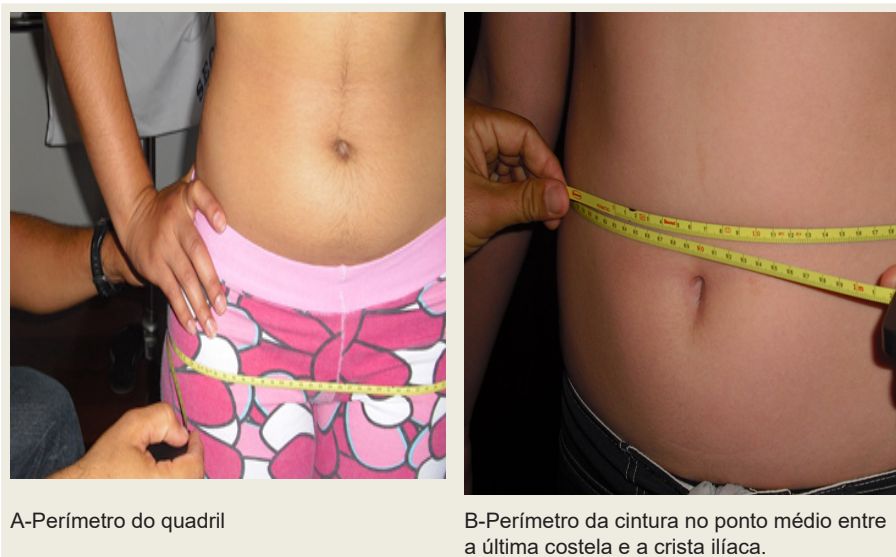 A-Perímetro do quadril
B-Perímetro da cintura no ponto médio entre
a última costela e a crista ilíaca.